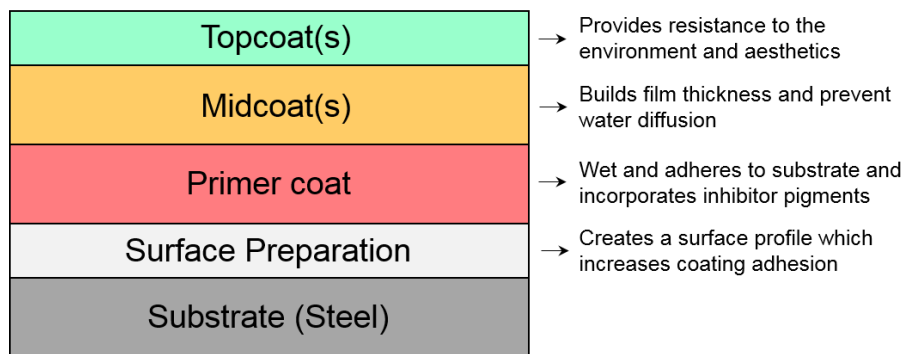 Topcoat(s)
Provides resistance to the
environment and aesthetics
Midcoat(s)
Builds film thickness and prevent
water diffusion
Primer coat
Wet and adheres to substrate and
incorporates inhibitor pigments
Surface Preparation
Creates a surface profile which
increases coating adhesion
Substrate (Steel)